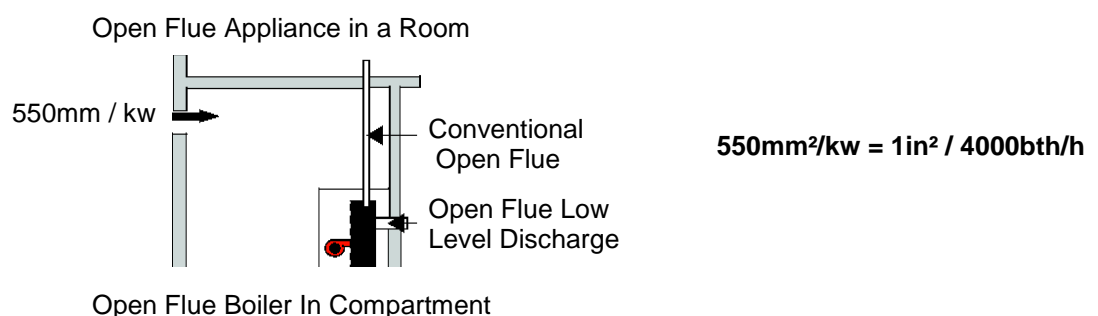 Open Flue Appliance in a Room
550mm / kw
Conventional
Open Flue
550mm²/kw = 1in² / 4000bth/h
Open Flue Low
Level Discharge
Open Flue Boiler In Compartment